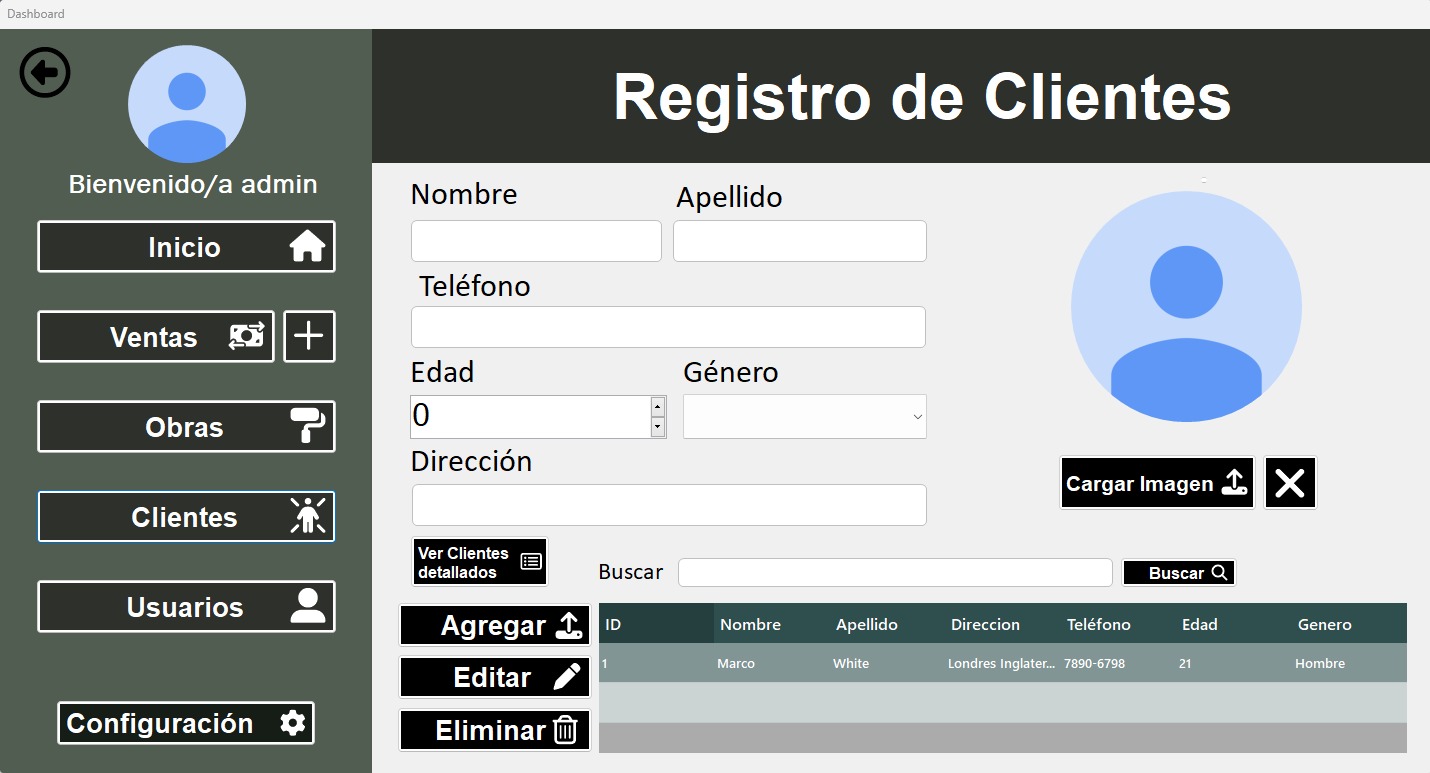 Dashboard
Bienvenido/a admin
Inicio
Ventas
Obras
Clientes
Usuarios
Configuración
Registro de Clientes
Nombre
Apellido
Teléfono
Edad
Género
0
Dirección
Cargar Imagen
Ver Clientes
detallados
Buscar
Buscar
Agregar
Editar
Eliminar
ID Nombre Apellido Direccion Teléfono Edad Genero
1 Marco White Londres Inglater... 7890-6798 21 Hombre